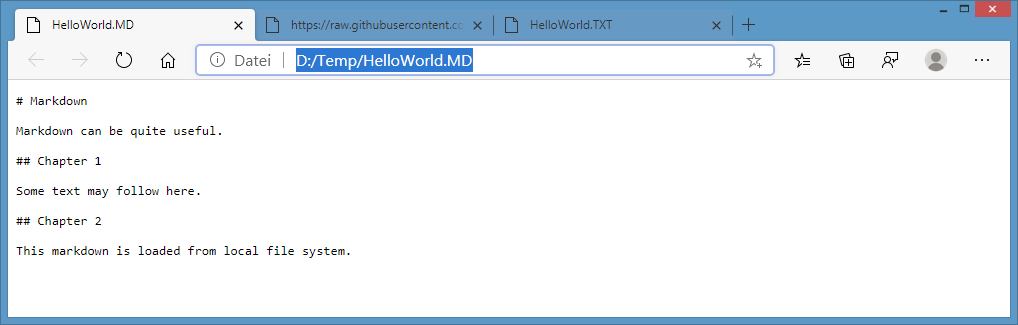 HelloWorld.MD
https://raw.githubusercontent.co
HelloWorld.TXT
Datei D:/Temp/HelloWorld.MD
# Markdown
Markdown can be quite useful.
## Chapter 1
Some text may follow here.
## Chapter 2
This markdown is loaded from local file system.